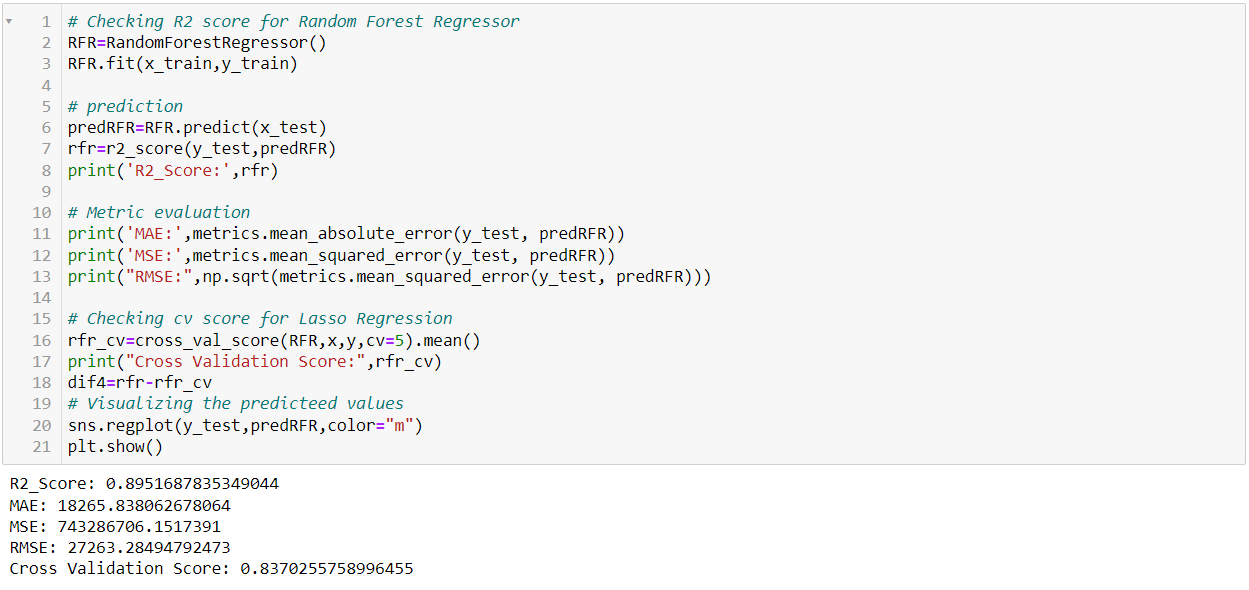 1 # Checking R2 score for Random Forest Regressor
2 RFR=RandomForestRegressor()
3 RFR.fit(x_train,y_train)
4
5 # prediction
6 predRFR=RFR.predict(x_test)
7 rfr=r2_score(y_test,predRFR)
8 print('R2_Score:',rfr)
9
10 # Metric evaluation
11 print('MAE:',metrics.mean_absolute_error(y_test, predRFR))
12 print('MSE:',metrics.mean_squared_error(y_test, predRFR))
13 print("RMSE:",np.sqrt(metrics.mean_squared_error(y_test, predRFR)))
14
15 # Checking cv score for Lasso Regression
16 rfr_cv=cross_val_score(RFR,x,y,cv=5).mean()
17 print("Cross Validation Score:",rfr_cv)
18 dif4=rfr-rfr_cv
19 # Visualizing the predicteed values
20 sns.regplot(y_test,predRFR,color="m")
21 plt.show()
R2_Score: 0.8951687835349044
MAE: 18265.838062678064
MSE: 743286706.1517391
RMSE: 27263.28494792473
Cross Validation Score: 0.8370255758996455